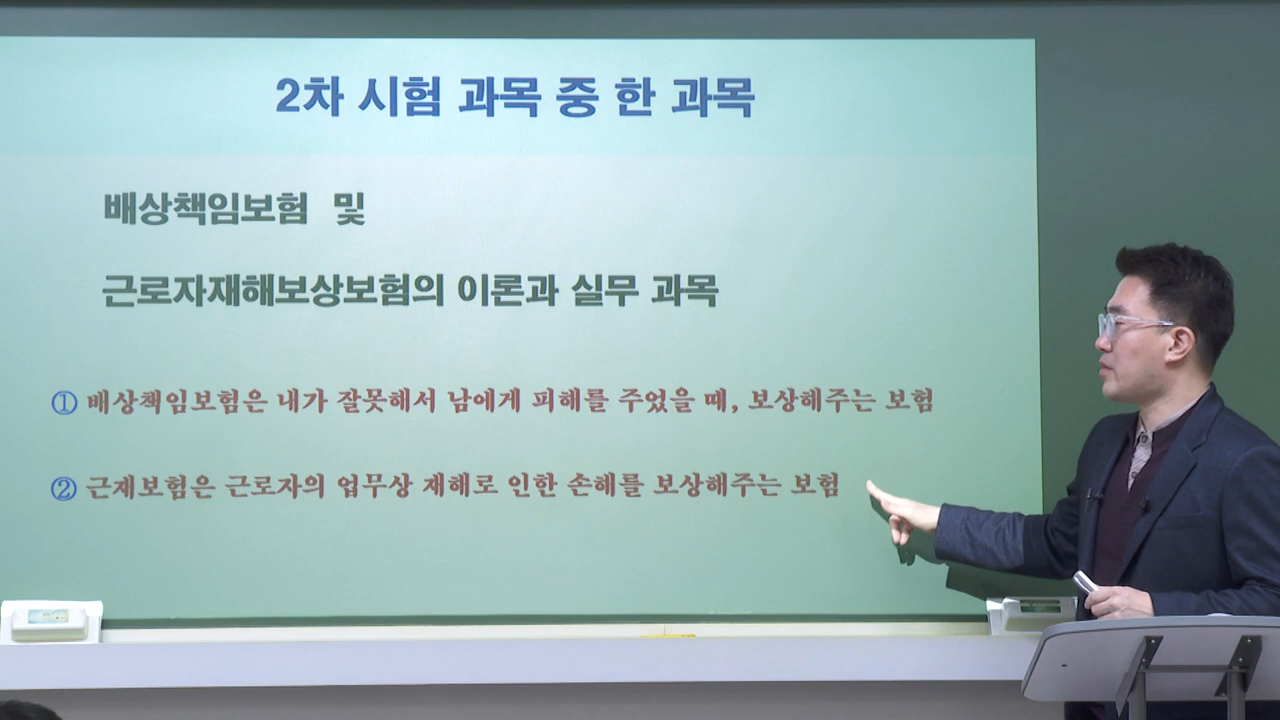 2차 시험 과목 중 한 과목
배상책임보험 및
근로자재해보상보험의 이론과 실무 과목
① 배상책임보험은 내가 잘못해서 남에게 피해를 주었을 때, 보상해주는 보험
② 근재보험은 근로자의 업무상 재해로 인한 손해를 보상해주는 보험